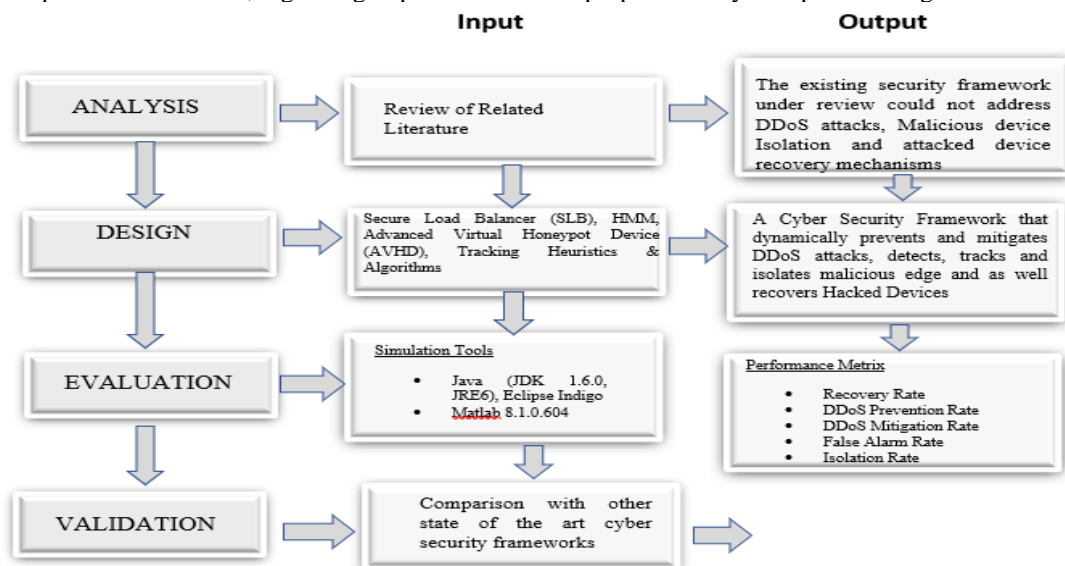 Input
Output
ANALYSIS
Review of Related
Literature
The existing security framework
under review could not address
DDoS attacks, Malicious device
Isolation and attacked device
recovery mechanisms
DESIGN
Secure Load Balancer (SLB), HMM,
Advanced Virtual Honeypot Device
(AVHD), Tracking Heuristics &
Algorithms
A Cyber Security Framework that
dynamically prevents and mitigates
DDoS attacks, detects, tracks and
isolates malicious edge and as well
recovers Hacked Devices
EVALUATION
Simulation Tools
• Java (JDK 1.6.0,
JRE6), Eclipse Indigo
• Matlab 8.1.0.604
Performance Metrix
• Recovery Rate
• DDoS Prevention Rate
• DDoS Mitigation Rate
• False Alarm Rate
• Isolation Rate
VALIDATION
Comparison with other
state of the art cyber
security frameworks